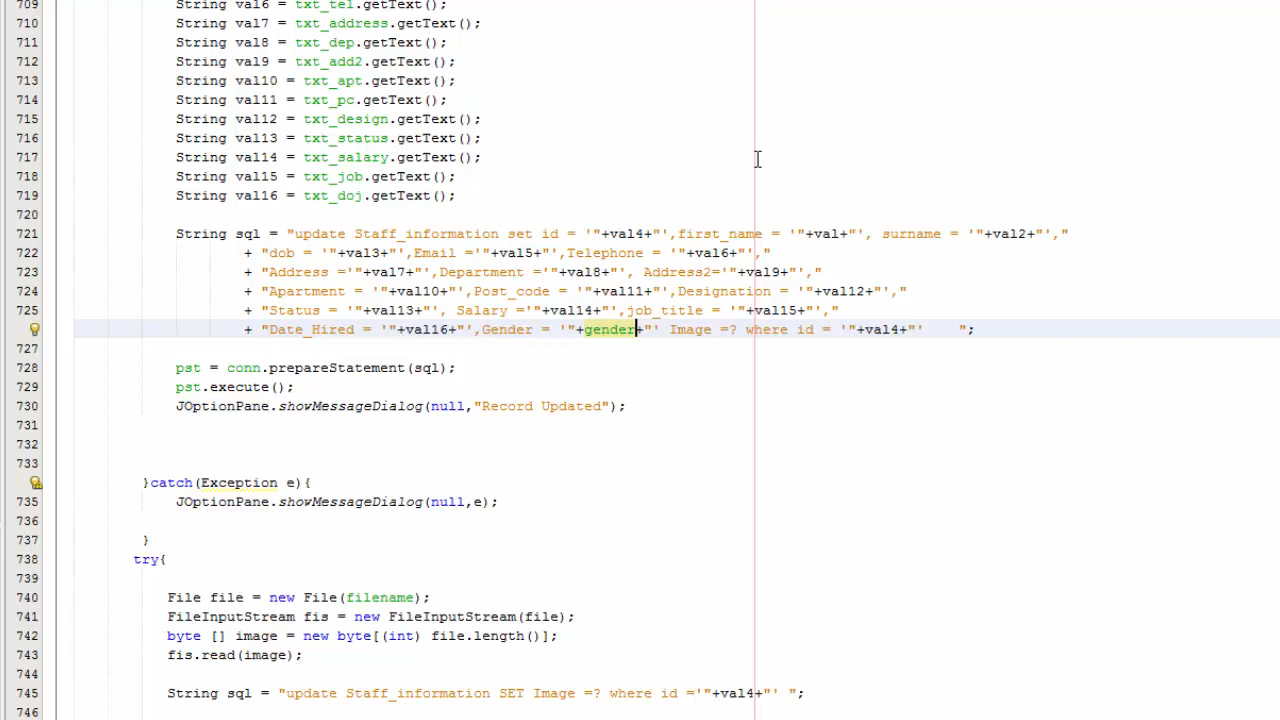 709 String val6 = txt_tel.getText();
710 String val7 = txt_address.getText();
711 String val8 = txt_dep.getText();
712 String val9 = txt_add2.getText();
713 String val10 = txt_apt.getText();
714 String val11 = txt_pc.getText();
715 String val12 = txt_design.getText();
716 String val13 = txt_status.getText();
717 String val14 = txt_salary.getText();
718 String val15 = txt_job.getText();
719 String val16 = txt_doj.getText();
720
721 String sql = "update Staff_information set id = '"+val4+"',first_name = '"+val+"', surname = '"+val2+"',"
722 + "dob = '"+val3+"',Email ='"+val5+"',Telephone = '"+val6+"',"
723 + "Address ='"+val7+"',Department ='"+val8+"', Address2='"+val9+"',"
724 + "Apartment = '"+val10+"',Post_code = '"+val11+"',Designation = '"+val12+"',"
725 + "Status = '"+val13+"', Salary ='"+val14+"',job_title = '"+val15+"',"
+ "Date_Hired = '"+val16+"',Gender = '"+gender+"' Image =? where id = '"+val4+"'    ";
727
728 pst = conn.prepareStatement(sql);
729 pst.execute();
730 JOptionPane.showMessageDialog(null,"Record Updated");
731
732
733
}catch(Exception e){
735 JOptionPane.showMessageDialog(null,e);
736
737 }
738 try{
739
740 File file = new File(filename);
741 FileInputStream fis = new FileInputStream(file);
742 byte [] image = new byte[(int) file.length()];
743 fis.read(image);
744
745 String sql = "update Staff_information SET Image =? where id ='"+val4+"' ";
746